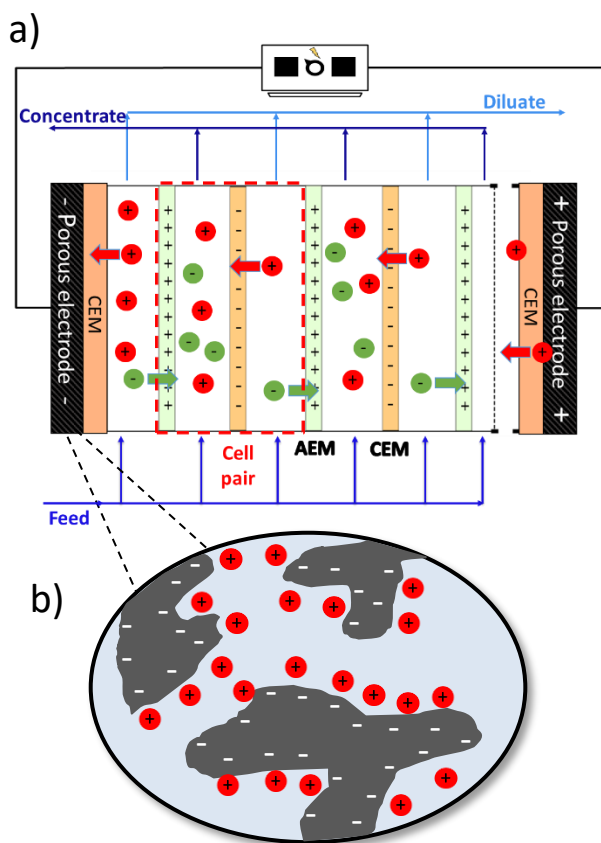 a)
Concentrate
Diluate
- Porous electrode -
CEM
CEM
+ Porous electrode +
Cell
pair
AEM
CEM
Feed
b)